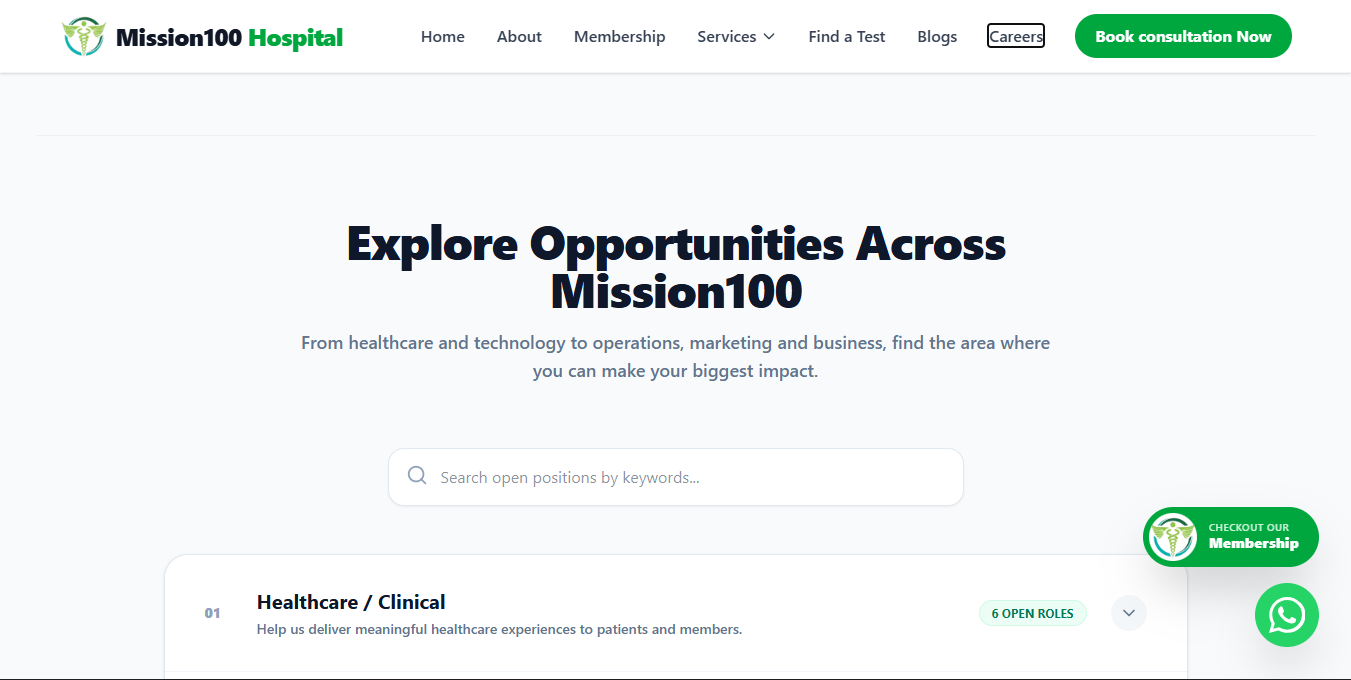 Mission100 Hospital
Home
About
Membership
Services
Find a Test
Blogs
Careers
Book consultation Now
Explore Opportunities Across
Mission100
From healthcare and technology to operations, marketing and business, find the area where
you can make your biggest impact.
Search open positions by keywords...
CHECKOUT OUR
Membership
01
Healthcare / Clinical
Help us deliver meaningful healthcare experiences to patients and members.
6 OPEN ROLES